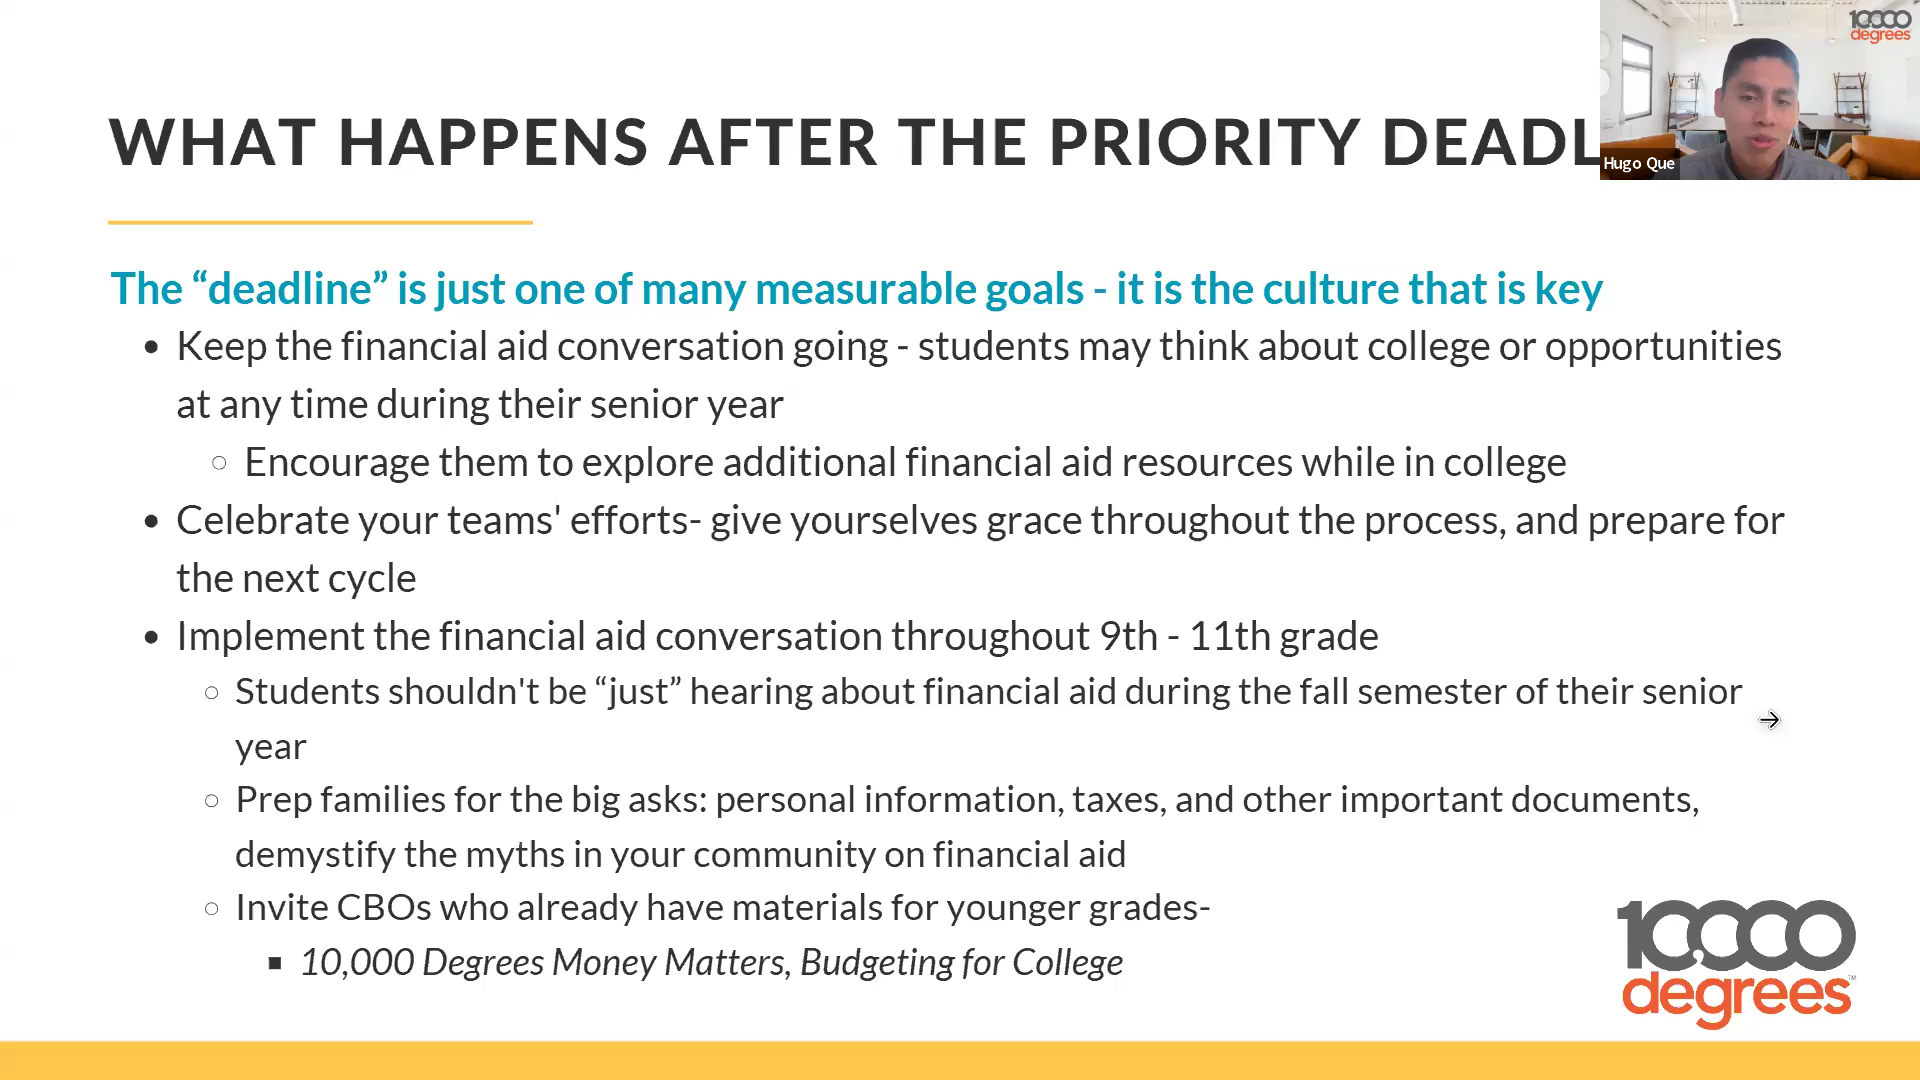 10,000
degrees
WHAT HAPPENS AFTER THE PRIORITY DEADL
Hugo Que
The “deadline” is just one of many measurable goals - it is the culture that is key
• Keep the financial aid conversation going - students may think about college or opportunities
at any time during their senior year
○ Encourage them to explore additional financial aid resources while in college
• Celebrate your teams' efforts- give yourselves grace throughout the process, and prepare for
the next cycle
• Implement the financial aid conversation throughout 9th - 11th grade
○ Students shouldn't be “just” hearing about financial aid during the fall semester of their senior
year
○ Prep families for the big asks: personal information, taxes, and other important documents,
demystify the myths in your community on financial aid
○ Invite CBOs who already have materials for younger grades-
■ 10,000 Degrees Money Matters, Budgeting for College
10,000
degrees™